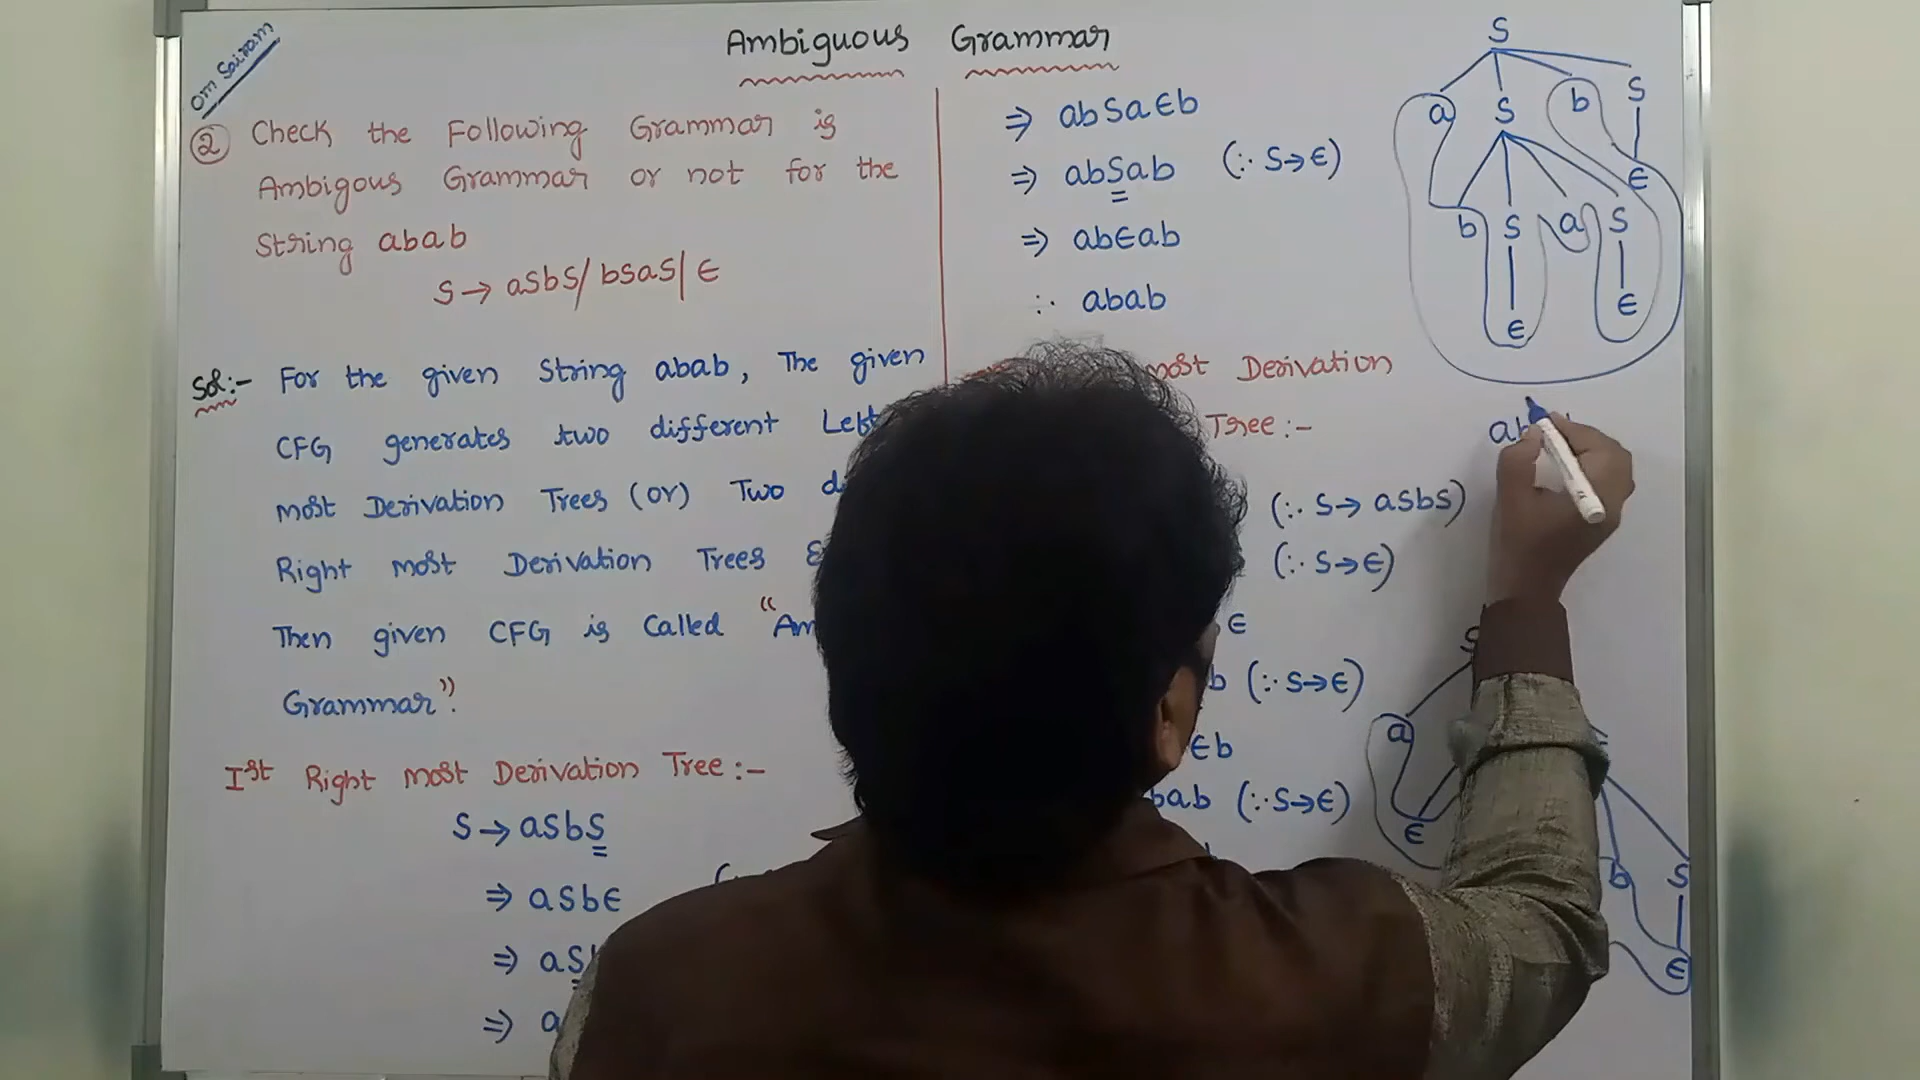 Om Sairam
Ambiguous Grammar
② Check the Following Grammar is
Ambigous Grammar or not for the
String abab
S → aSbS/ bSaS/ ϵ
Sol:- For the given String abab, The given
CFG generates two different Left
most Derivation Trees (or) Two
Right most Derivation Trees
Then given CFG is Called "
Grammar".
Ist Right most Derivation Tree:-
S → aSbS
⇒ aSbϵ
⇒ aS
⇒ a
⇒ abSaϵb
⇒ abSab (∵ S→ϵ)
⇒ abϵab
∴ abab
most Derivation
Tree:-
(∵ S→ aSbS)
(∵ S→ϵ)
ϵ
b (∵ S→ϵ)
ϵb
bab (∵ S→ϵ)
S
a S b S
ϵ
b S a S
ϵ ϵ
ab
S
a
ϵ
b S
ϵ